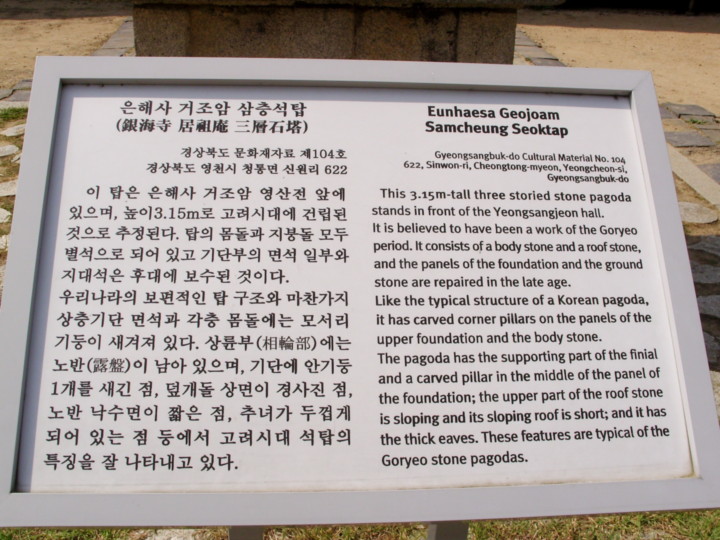 은해사 거조암 삼층석탑
(銀海寺 居祖庵 三層石塔)
경상북도 문화재자료 제104호
경상북도 영천시 청통면 신원리 622
이 탑은 은해사 거조암 영산전 앞에
있으며, 높이3.15m로 고려시대에 건립된
것으로 추정된다. 탑의 몸돌과 지붕돌 모두
별석으로 되어 있고 기단부의 면석 일부와
지대석은 후대에 보수된 것이다.
우리나라의 보편적인 탑 구조와 마찬가지
상층기단 면석과 각층 몸돌에는 모서리
기둥이 새겨져 있다. 상륜부(相輪部)에는
노반(露盤)이 남아 있으며, 기단에 안기둥
1개를 새긴 점, 덮개돌 상면이 경사진 점,
노반 낙수면이 짧은 점, 추녀가 두껍게
되어 있는 점 등에서 고려시대 석탑의
특징을 잘 나타내고 있다.
Eunhaesa Geojoam
Samcheung Seoktap
Gyeongsangbuk-do Cultural Material No. 104
622, Sinwon-ri, Cheongtong-myeon, Yeongcheon-si,
Gyeongsangbuk-do
This 3.15m-tall three storied stone pagoda
stands in front of the Yeongsangjeon hall.
It is believed to have been a work of the Goryeo
period. It consists of a body stone and a roof stone,
and the panels of the foundation and the ground
stone are repaired in the late age.
Like the typical structure of a Korean pagoda,
it has carved corner pillars on the panels of the
upper foundation and the body stone.
The pagoda has the supporting part of the finial
and a carved pillar in the middle of the panel of
the foundation; the upper part of the roof stone
is sloping and its sloping roof is short; and it has
the thick eaves. These features are typical of the
Goryeo stone pagodas.